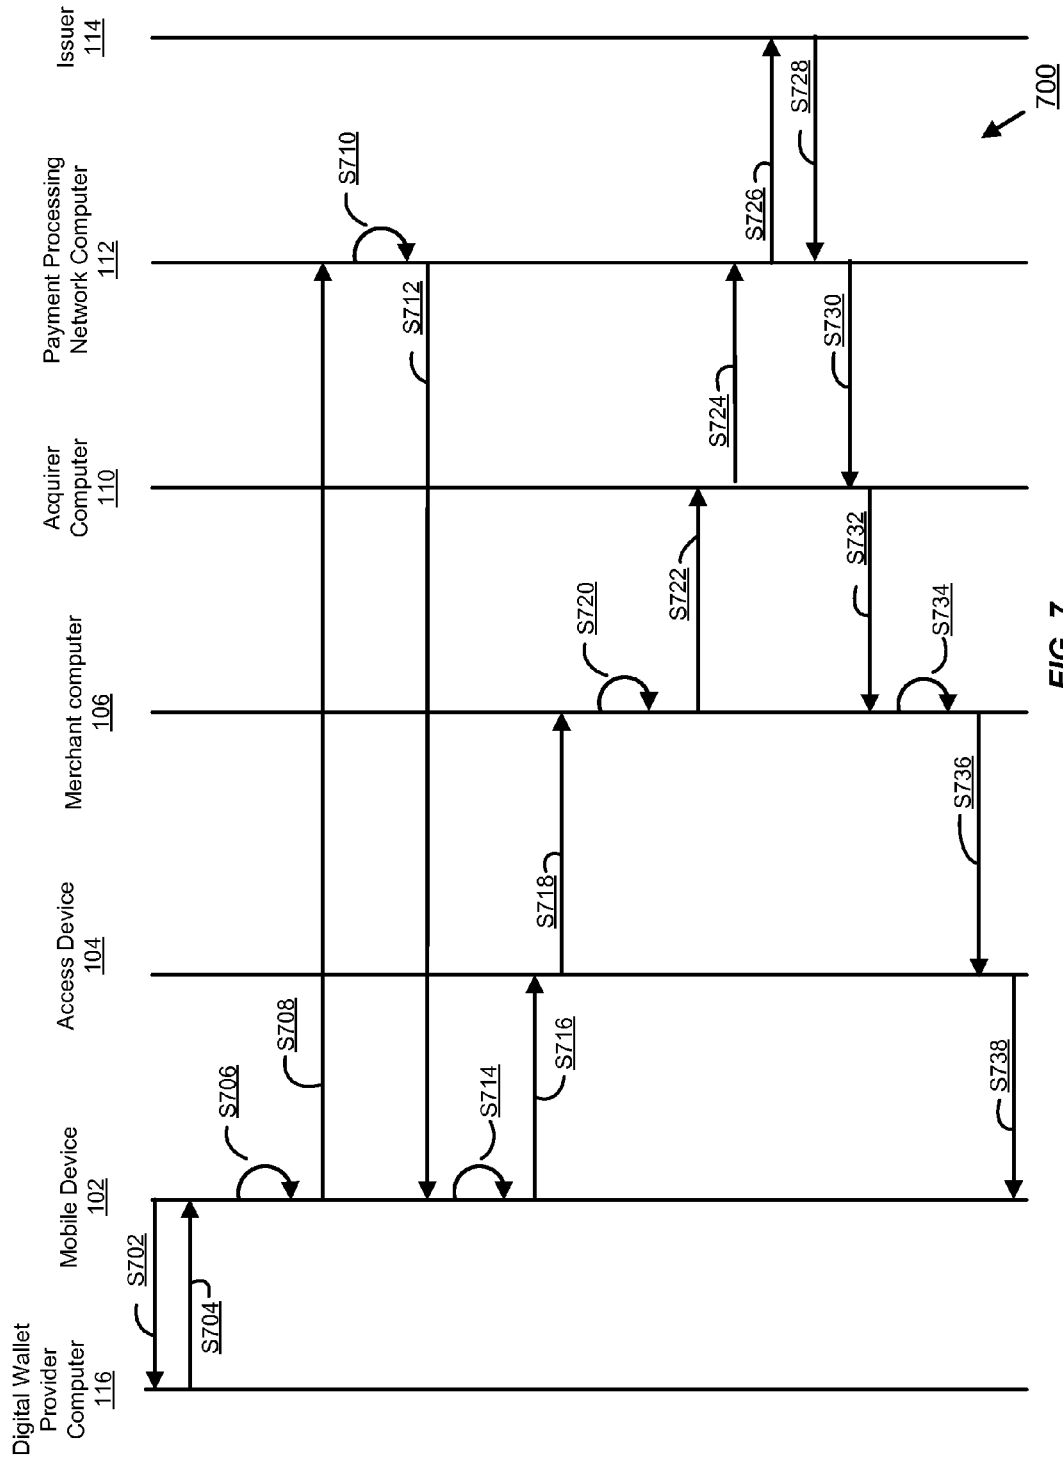 Digital Wallet
Provider
Computer
116
Mobile Device
102
Access Device
104
Merchant computer
106
Acquirer
Computer
110
Payment Processing
Network Computer
112
Issuer
114
S702
S704
S706
S708
S710
S712
S714
S716
S718
S720
S722
S724
S726
S728
S730
S732
S734
S736
S738
700
FIG. 7